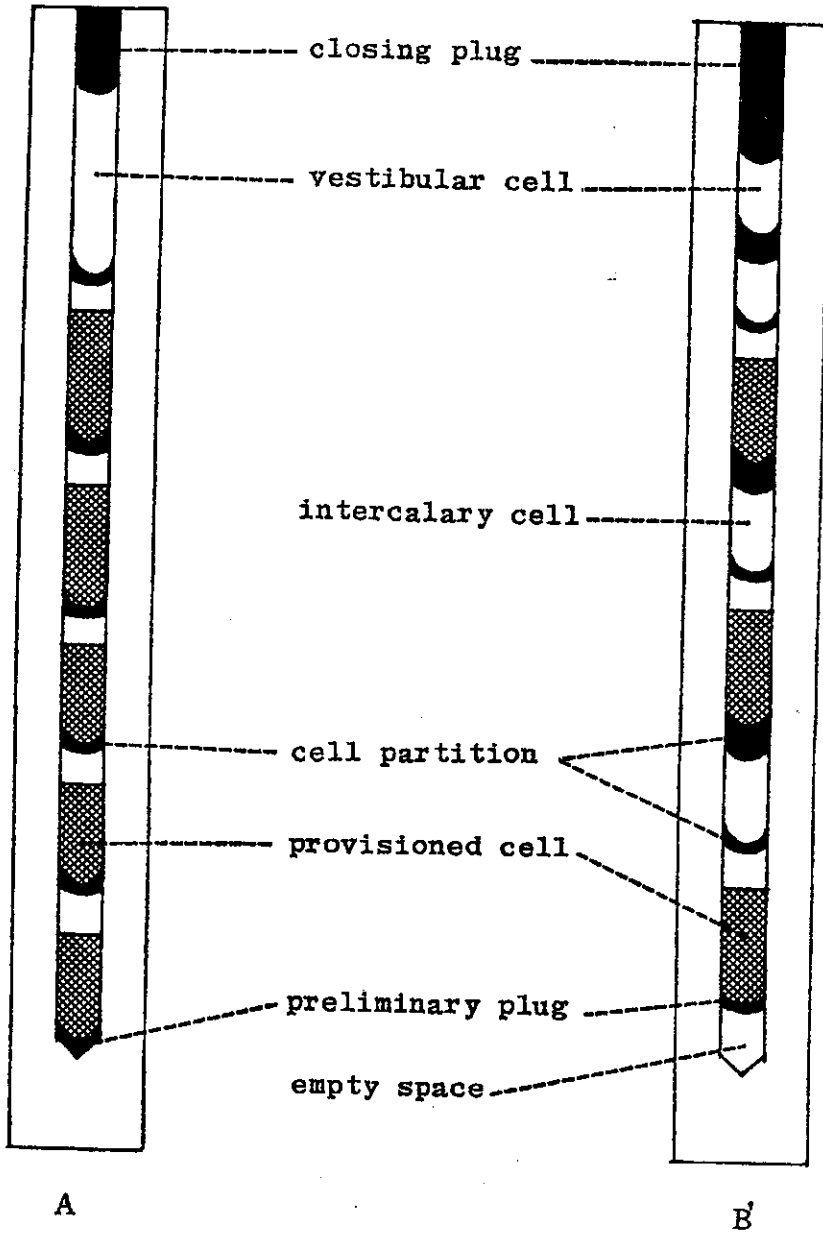 closing plug
vestibular cell
intercalary cell
cell partition
provisioned cell
preliminary plug
empty space
A
B'